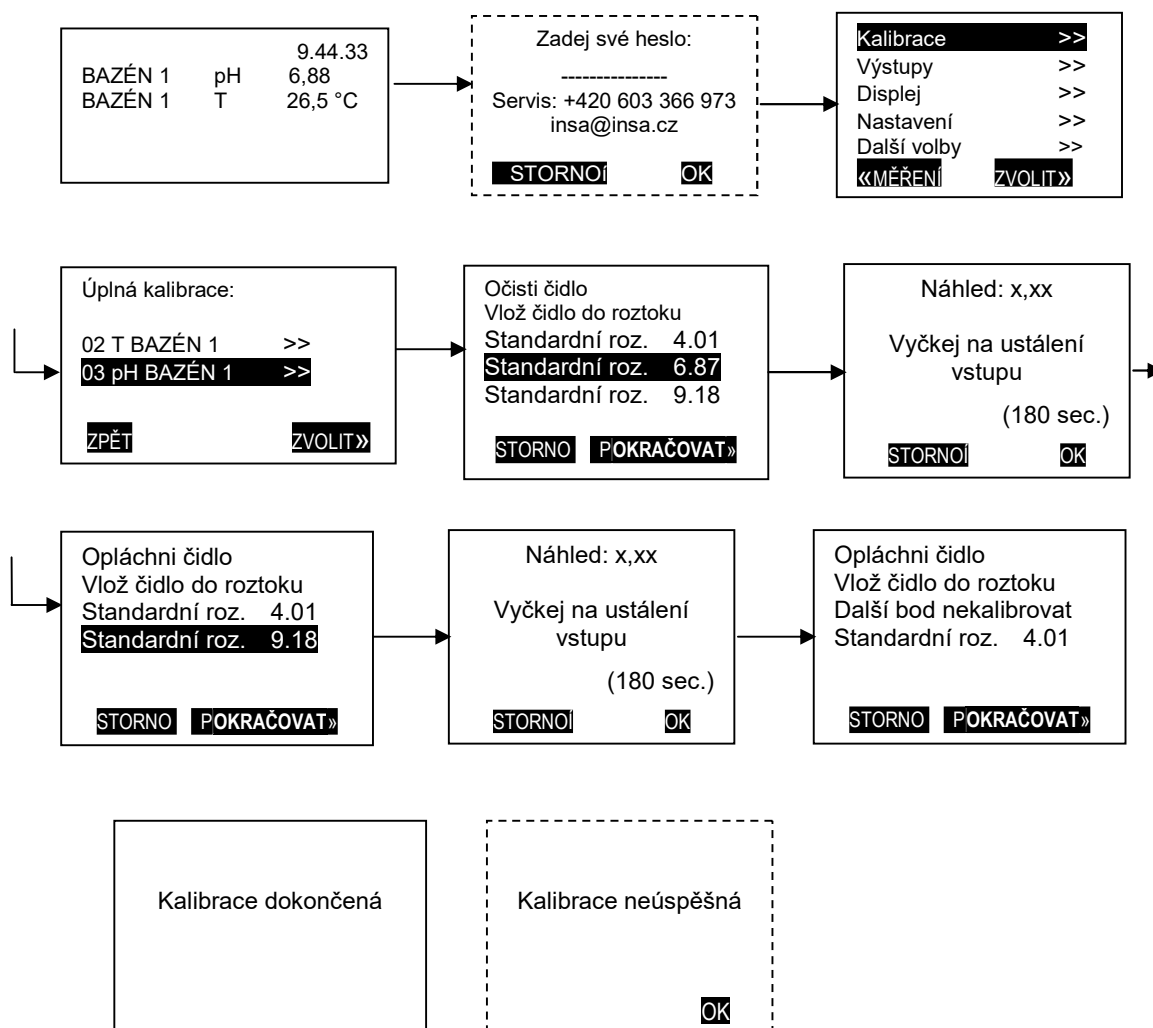 9.44.33
BAZÉN 1 pH 6,88
BAZÉN 1 T 26,5 °C
Zadej své heslo:
---------------
Servis: +420 603 366 973
insa@insa.cz
STORNOí OK
Kalibrace >>
Výstupy >>
Displej >>
Nastavení >>
Další volby >>
«MĚŘENÍ ZVOLIT»
Úplná kalibrace:
02 T BAZÉN 1 >>
03 pH BAZÉN 1 >>
ZPĚT ZVOLIT»
Očisti čidlo
Vlož čidlo do roztoku
Standardní roz. 4.01
Standardní roz. 6.87
Standardní roz. 9.18
STORNO POKRAČOVAT»
Náhled: x,xx
Vyčkej na ustálení
vstupu
(180 sec.)
STORNOÍ OK
Opláchni čidlo
Vlož čidlo do roztoku
Standardní roz. 4.01
Standardní roz. 9.18
STORNO POKRAČOVAT»
Náhled: x,xx
Vyčkej na ustálení
vstupu
(180 sec.)
STORNOÍ OK
Opláchni čidlo
Vlož čidlo do roztoku
Další bod nekalibrovat
Standardní roz. 4.01
STORNO POKRAČOVAT»
Kalibrace dokončená
Kalibrace neúspěšná
OK